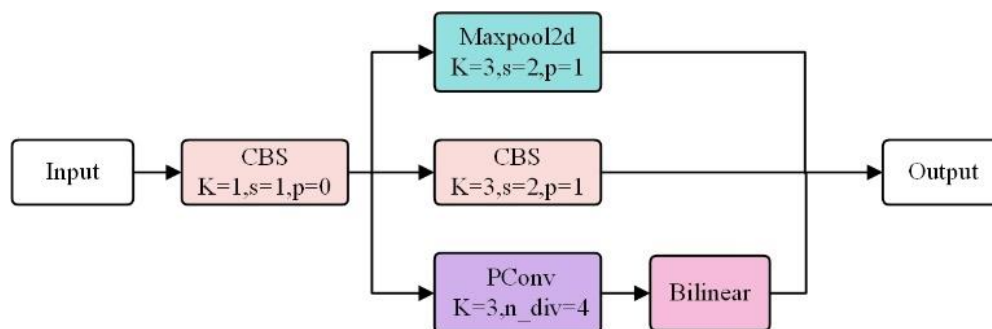 Maxpool2d
K=3,s=2,p=1
Input
CBS
K=1,s=1,p=0
CBS
K=3,s=2,p=1
Output
PConv
K=3,n_div=4
Bilinear